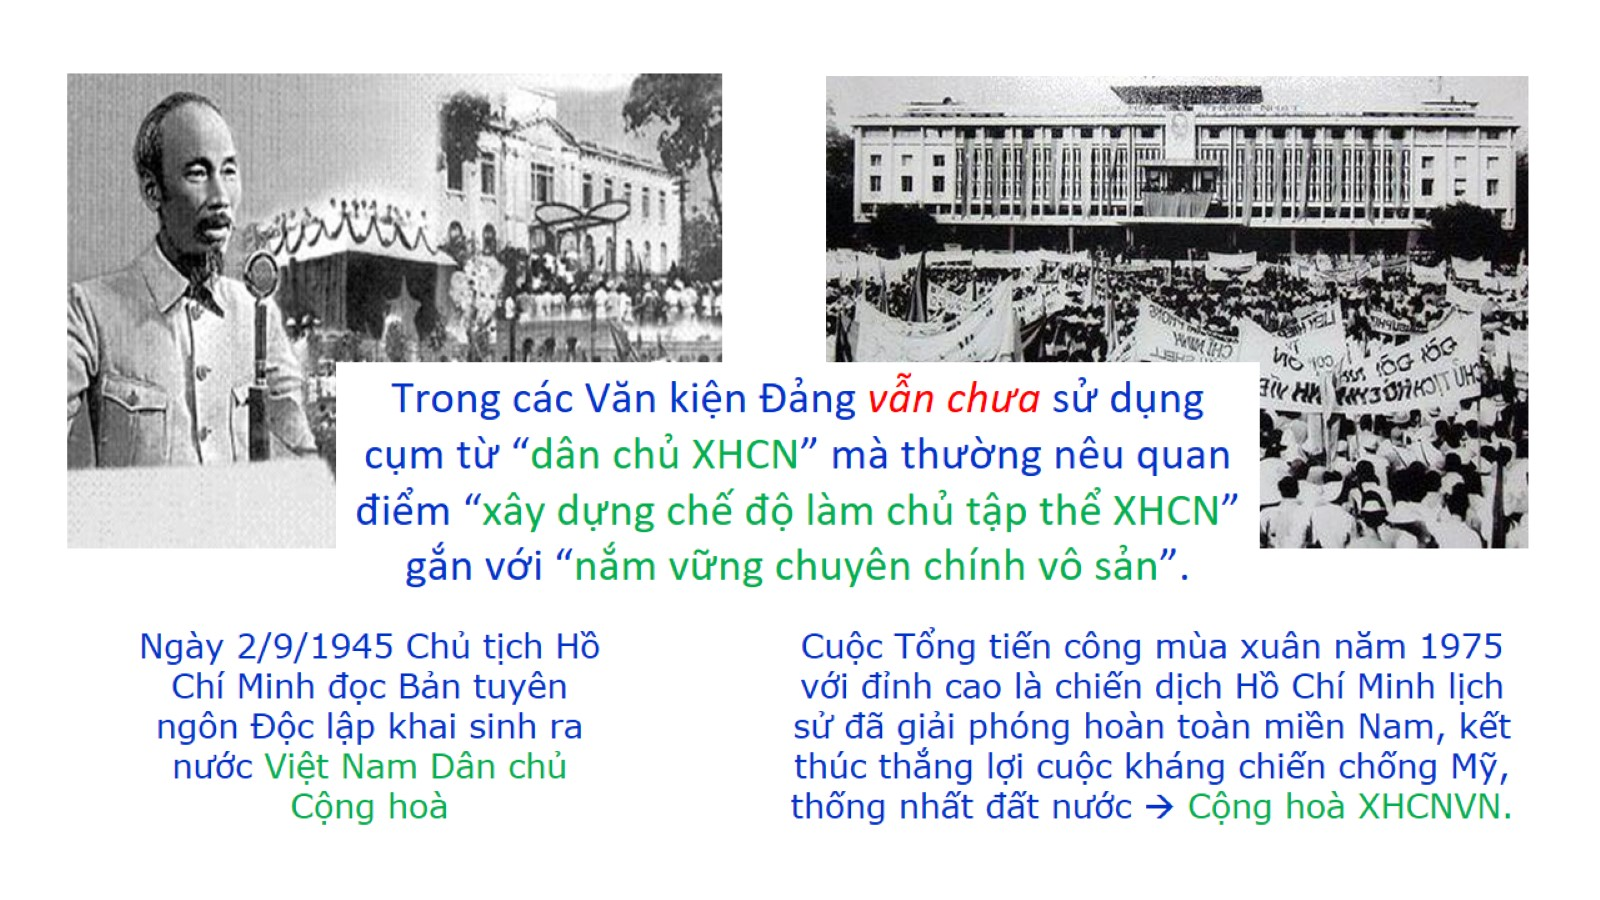 Trong các Văn kiện Đảng vẫn chưa sử dụng
cụm từ “dân chủ XHCN” mà thường nêu quan
điểm “xây dựng chế độ làm chủ tập thể XHCN”
gắn với “nắm vững chuyên chính vô sản”.
Ngày 2/9/1945 Chủ tịch Hồ
Chí Minh đọc Bản tuyên
ngôn Độc lập khai sinh ra
nước Việt Nam Dân chủ
Cộng hoà
Cuộc Tổng tiến công mùa xuân năm 1975
với đỉnh cao là chiến dịch Hồ Chí Minh lịch
sử đã giải phóng hoàn toàn miền Nam, kết
thúc thắng lợi cuộc kháng chiến chống Mỹ,
thống nhất đất nước → Cộng hoà XHCNVN.